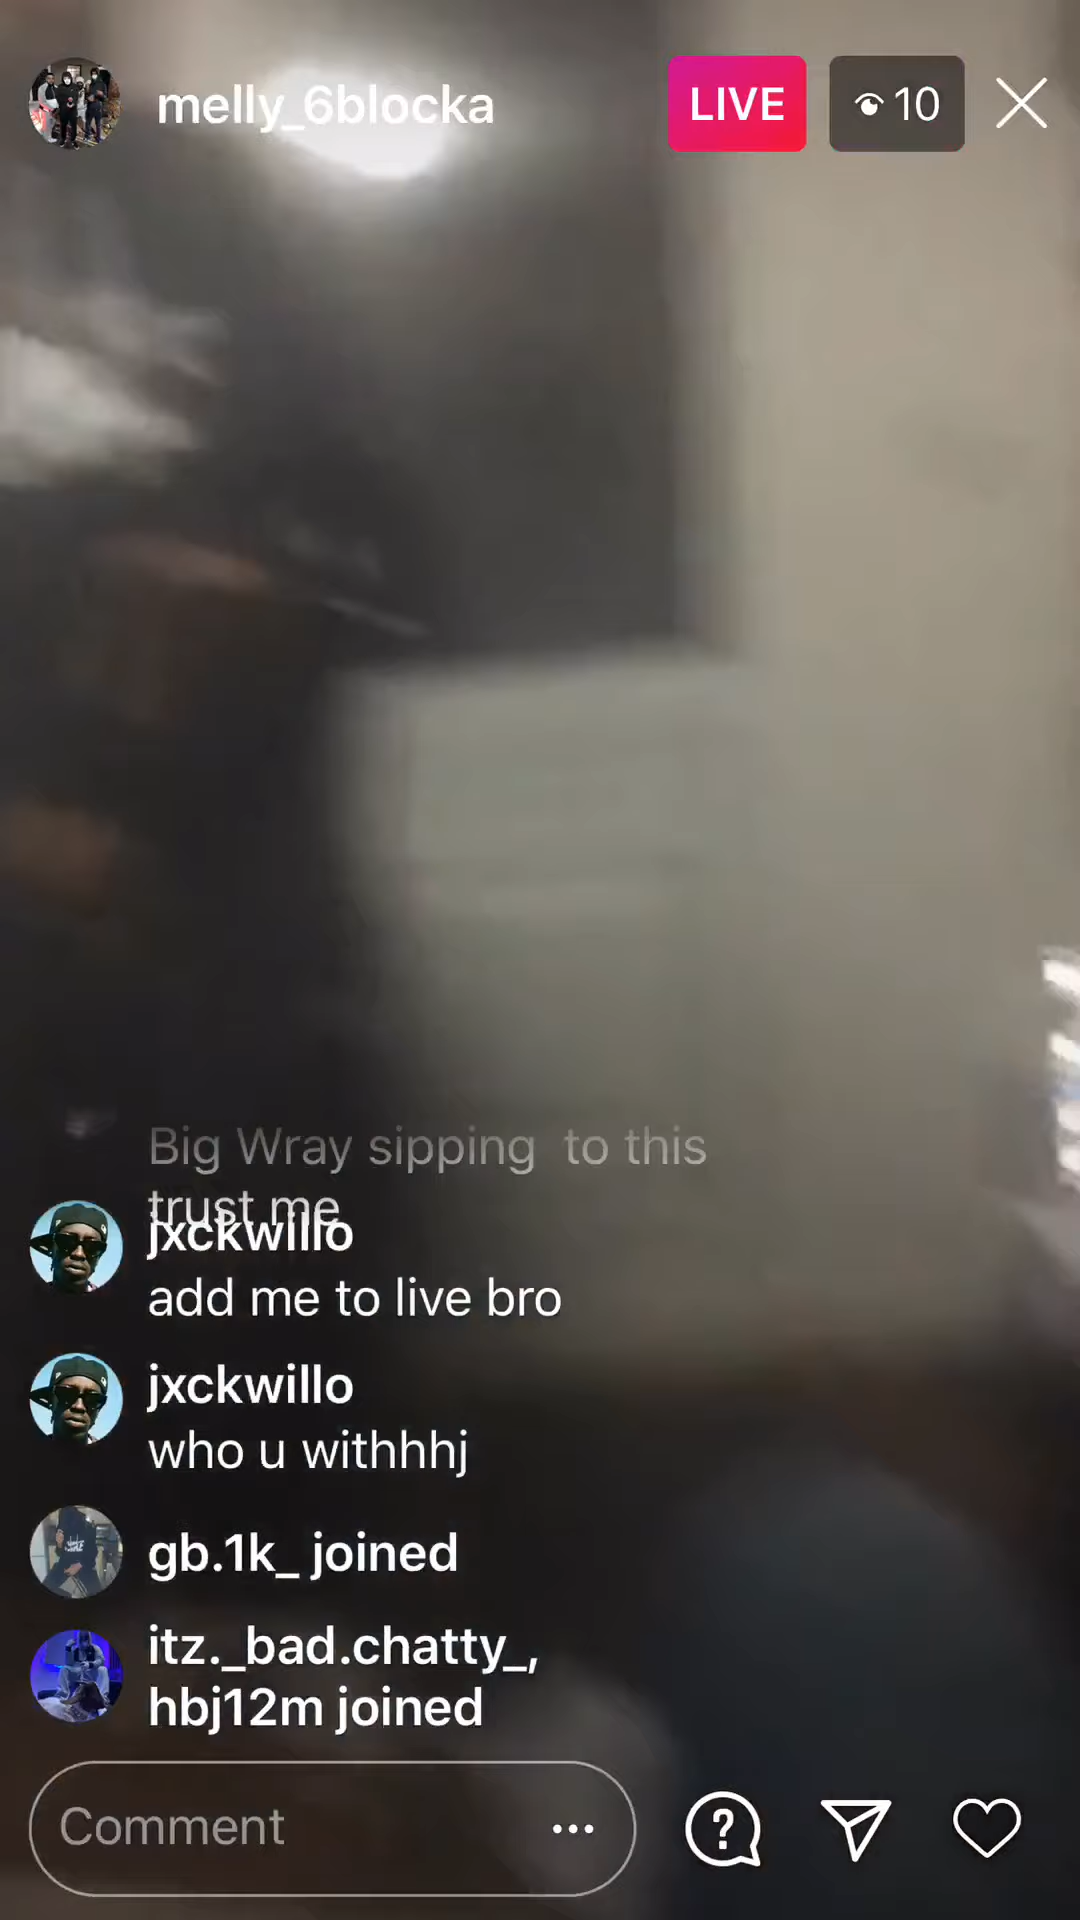 melly_6blocka
LIVE
10
Big Wray sipping to this
trust me
jxckwillo
add me to live bro
jxckwillo
who u withhhj
gb.1k_ joined
itz._bad.chatty_,
hbj12m joined
Comment